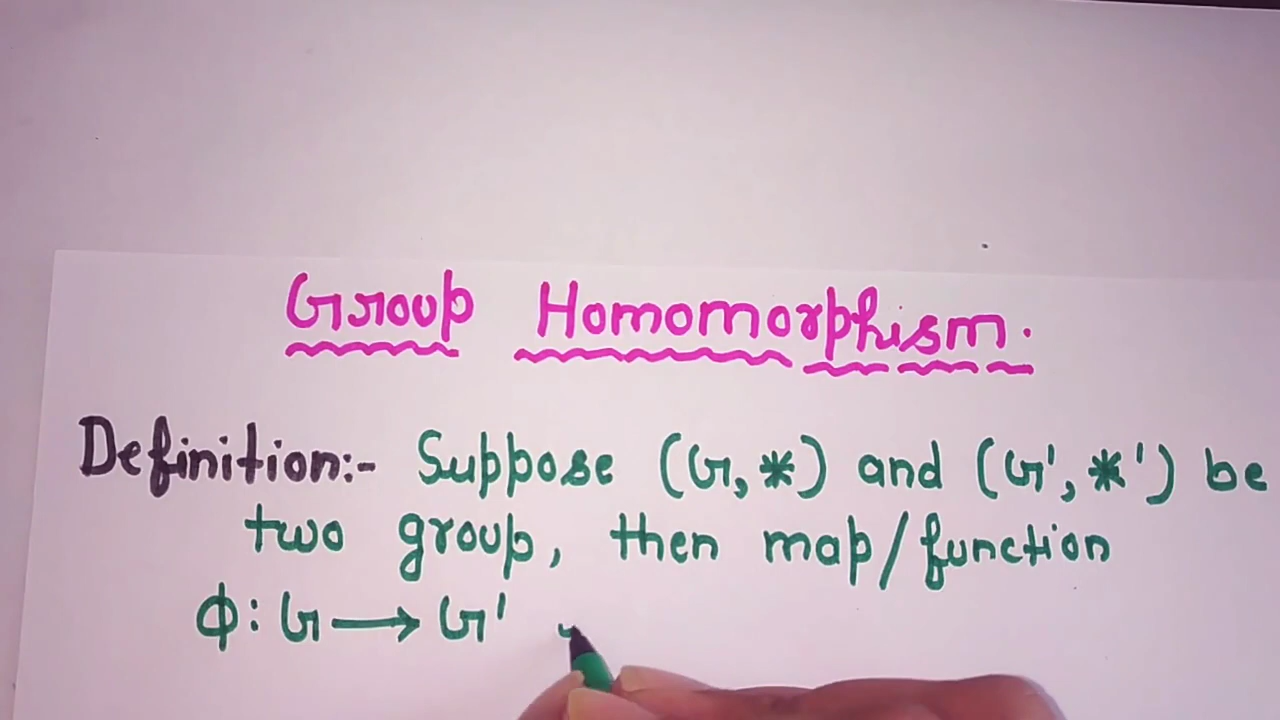 Group Homomorphism.
Definition:- Suppose (G,*) and (G',*') be
two group, then map/function
Φ: G ⟶ G'